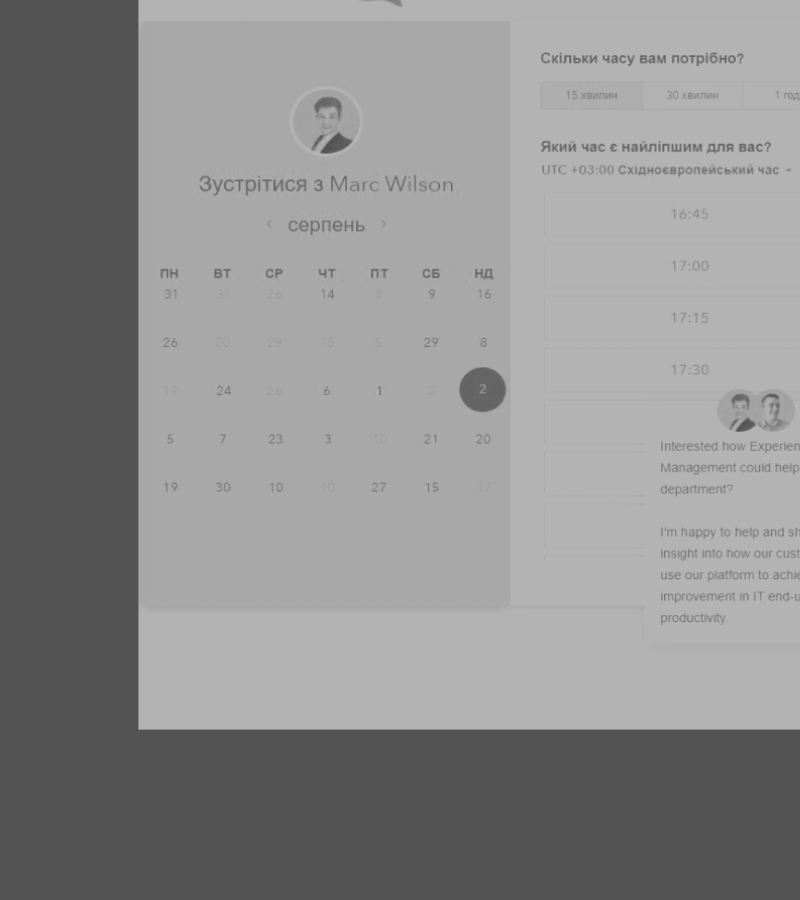 Зустрітися з Marc Wilson
‹ серпень ›
ПН ВТ СР ЧТ ПТ СБ НД
31 31 26 14 4 9 16
26 20 29 15 5 29 8
19 24 26 6 1 2 2
5 7 23 3 10 21 20
19 30 10 30 27 15 17
Скільки часу вам потрібно?
15 хвилин 30 хвилин 1 год
Який час є найліпшим для вас?
UTC +03:00 Східноєвропейський час
16:45
17:00
17:15
17:30
Interested how Experien
Management could help
department?
I'm happy to help and sh
insight into how our cust
use our platform to achie
improvement in IT end-u
productivity.